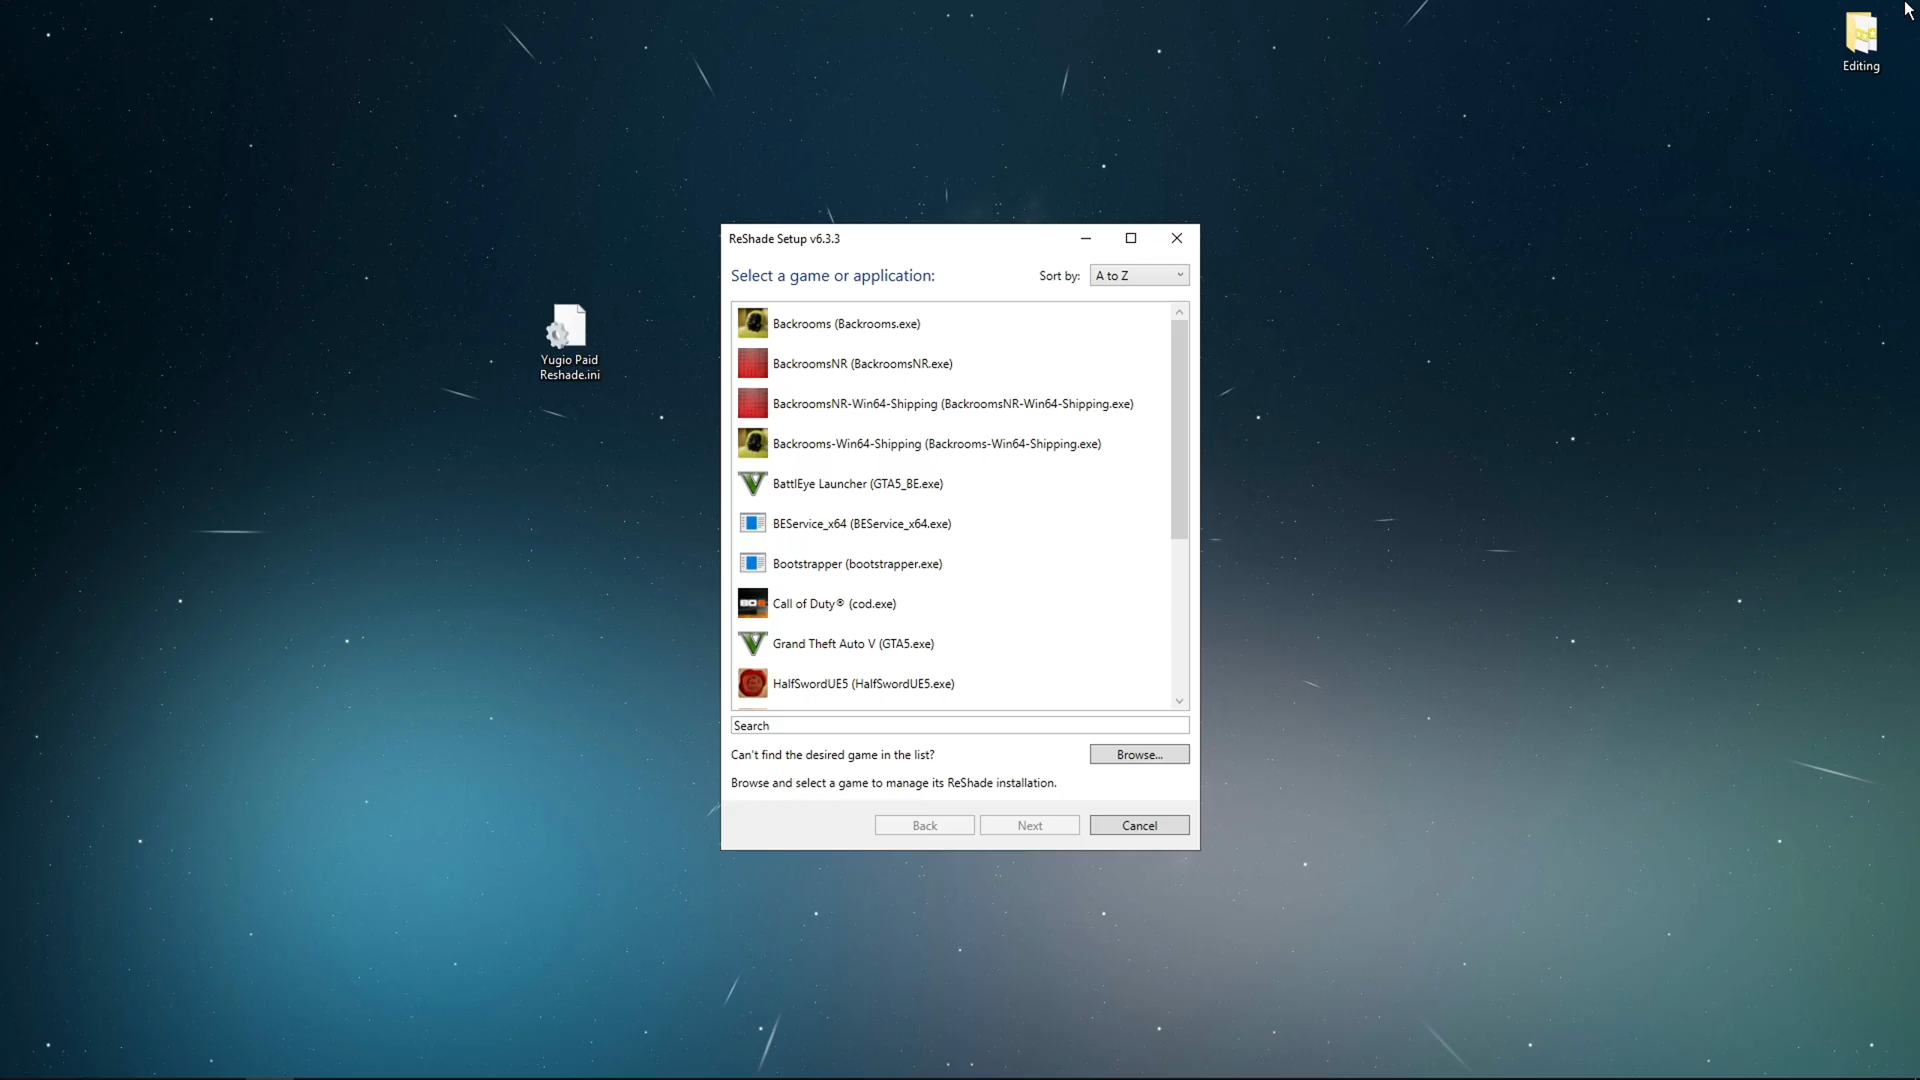 Editing
Yugio Paid
Reshade.ini
ReShade Setup v6.3.3
Select a game or application:
Sort by:
A to Z
Backrooms (Backrooms.exe)
BackroomsNR (BackroomsNR.exe)
BackroomsNR-Win64-Shipping (BackroomsNR-Win64-Shipping.exe)
Backrooms-Win64-Shipping (Backrooms-Win64-Shipping.exe)
BattlEye Launcher (GTA5_BE.exe)
BEService_x64 (BEService_x64.exe)
Bootstrapper (bootstrapper.exe)
Call of Duty® (cod.exe)
Grand Theft Auto V (GTA5.exe)
HalfSwordUE5 (HalfSwordUE5.exe)
Search
Can't find the desired game in the list?
Browse...
Browse and select a game to manage its ReShade installation.
Back
Next
Cancel